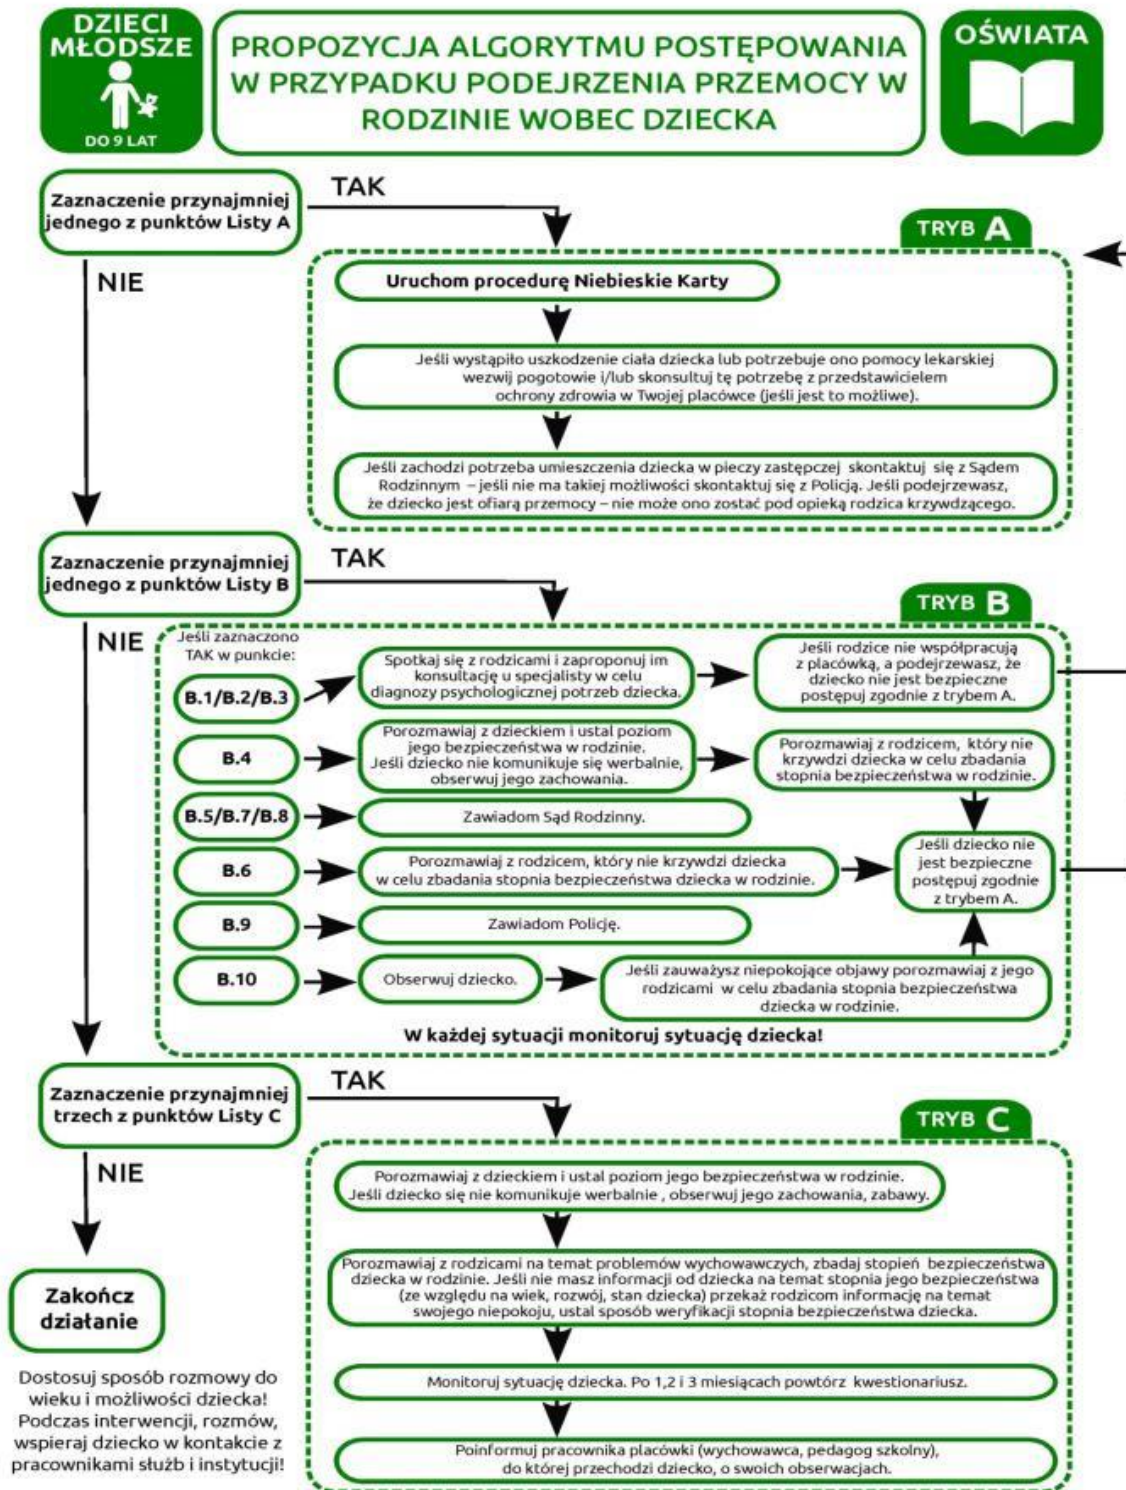 DZIECI
MŁODSZE
DO 9 LAT
PROPOZYCJA ALGORYTMU POSTĘPOWANIA
W PRZYPADKU PODEJRZENIA PRZEMOCY W
RODZINIE WOBEC DZIECKA
OŚWIATA
Zaznaczenie przynajmniej
jednego z punktów Listy A
TAK
NIE
TRYB A
Uruchom procedurę Niebieskie Karty
Jeśli wystąpiło uszkodzenie ciała dziecka lub potrzebuje ono pomocy lekarskiej
wezwij pogotowie i/lub skonsultuj tę potrzebę z przedstawicielem
ochrony zdrowia w Twojej placówce (jeśli jest to możliwe).
Jeśli zachodzi potrzeba umieszczenia dziecka w pieczy zastępczej skontaktuj się z Sądem
Rodzinnym – jeśli nie ma takiej możliwości skontaktuj się z Policją. Jeśli podejrzewasz,
że dziecko jest ofiarą przemocy – nie może ono zostać pod opieką rodzica krzywdzącego.
Zaznaczenie przynajmniej
jednego z punktów Listy B
TAK
NIE
TRYB B
Jeśli zaznaczono
TAK w punkcie:
B.1/B.2/B.3
Spotkaj się z rodzicami i zaproponuj im
konsultację u specjalisty w celu
diagnozy psychologicznej potrzeb dziecka.
Jeśli rodzice nie współpracują
z placówką, a podejrzewasz, że
dziecko nie jest bezpieczne
postępuj zgodnie z trybem A.
B.4
Porozmawiaj z dzieckiem i ustal poziom
jego bezpieczeństwa w rodzinie.
Jeśli dziecko nie komunikuje się werbalnie,
obserwuj jego zachowania.
Porozmawiaj z rodzicem, który nie
krzywdzi dziecka w celu zbadania
stopnia bezpieczeństwa w rodzinie.
B.5/B.7/B.8
Zawiadom Sąd Rodzinny.
B.6
Porozmawiaj z rodzicem, który nie krzywdzi dziecka
w celu zbadania stopnia bezpieczeństwa dziecka w rodzinie.
Jeśli dziecko nie
jest bezpieczne
postępuj zgodnie
z trybem A.
B.9
Zawiadom Policję.
B.10
Obserwuj dziecko.
Jeśli zauważysz niepokojące objawy porozmawiaj z jego
rodzicami w celu zbadania stopnia bezpieczeństwa
dziecka w rodzinie.
W każdej sytuacji monitoruj sytuację dziecka!
Zaznaczenie przynajmniej
trzech z punktów Listy C
TAK
NIE
TRYB C
Porozmawiaj z dzieckiem i ustal poziom jego bezpieczeństwa w rodzinie.
Jeśli dziecko się nie komunikuje werbalnie , obserwuj jego zachowania, zabawy.
Porozmawiaj z rodzicami na temat problemów wychowawczych, zbadaj stopień bezpieczeństwa
dziecka w rodzinie. Jeśli nie masz informacji od dziecka na temat stopnia jego bezpieczeństwa
(ze względu na wiek, rozwój, stan dziecka) przekaż rodzicom informację na temat
swojego niepokoju, ustal sposób weryfikacji stopnia bezpieczeństwa dziecka.
Monitoruj sytuację dziecka. Po 1,2 i 3 miesiącach powtórz kwestionariusz.
Poinformuj pracownika placówki (wychowawca, pedagog szkolny),
do której przechodzi dziecko, o swoich obserwacjach.
Zakończ
działanie
Dostosuj sposób rozmowy do
wieku i możliwości dziecka!
Podczas interwencji, rozmów,
wspieraj dziecko w kontakcie z
pracownikami służb i instytucji!